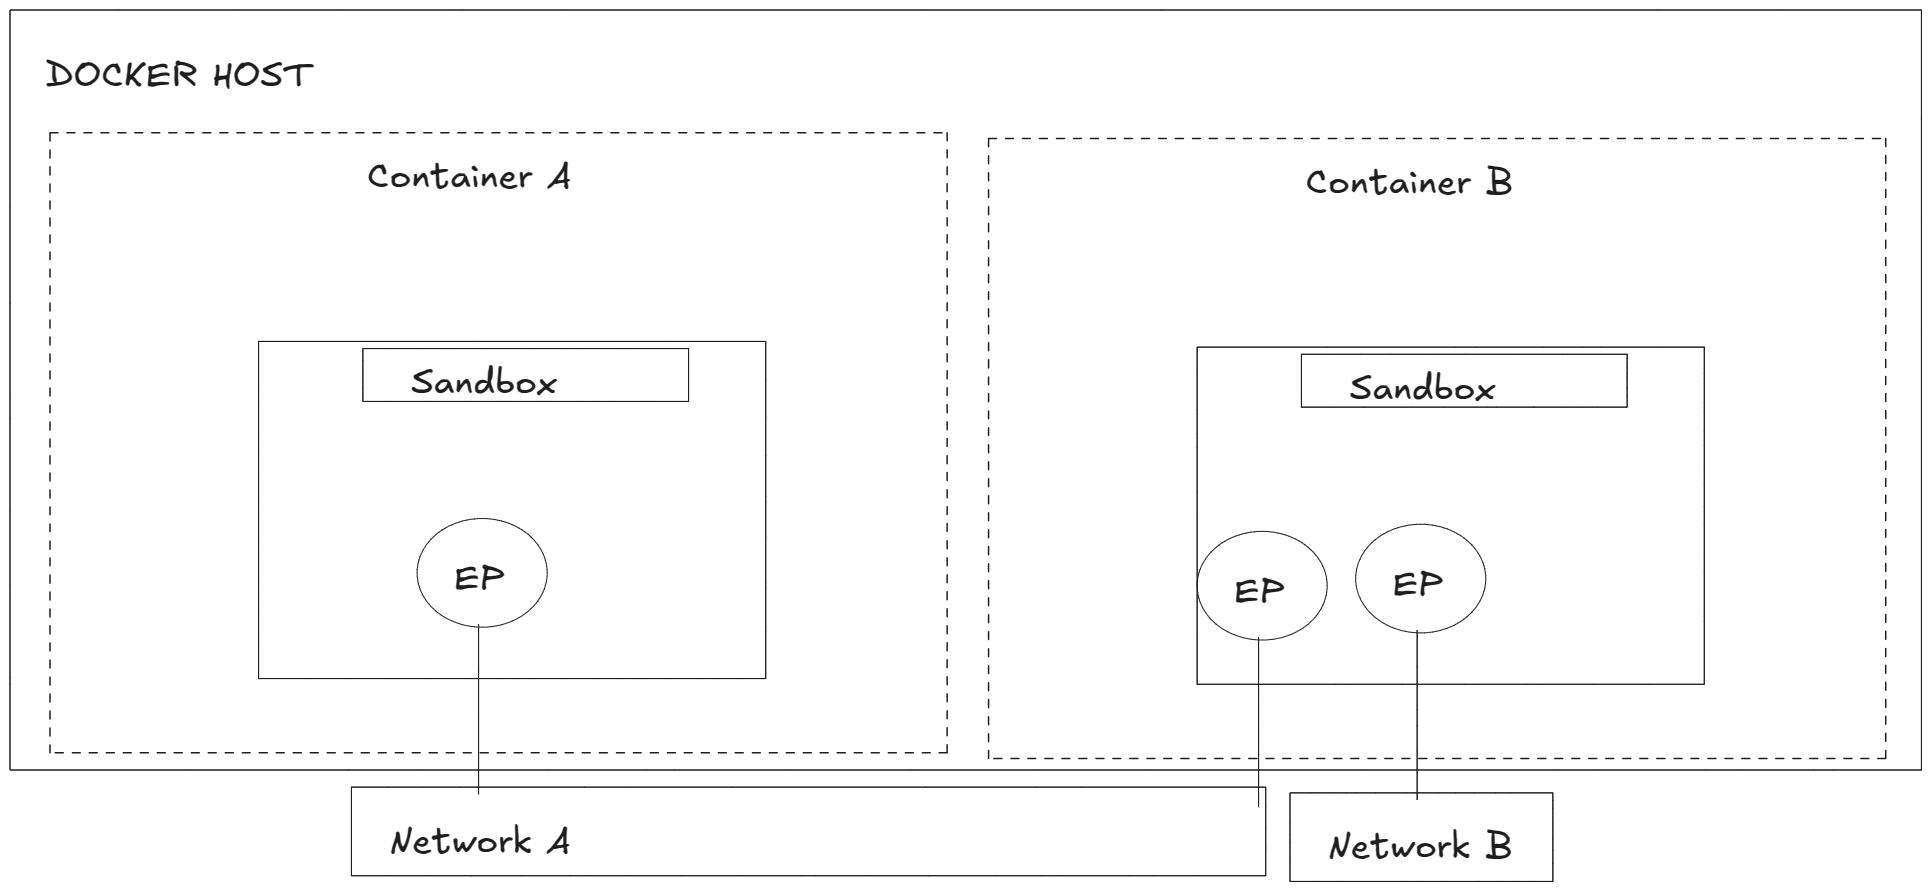 DOCKER HOST
Container A
Container B
Sandbox
Sandbox
EP
EP
EP
Network A
Network B